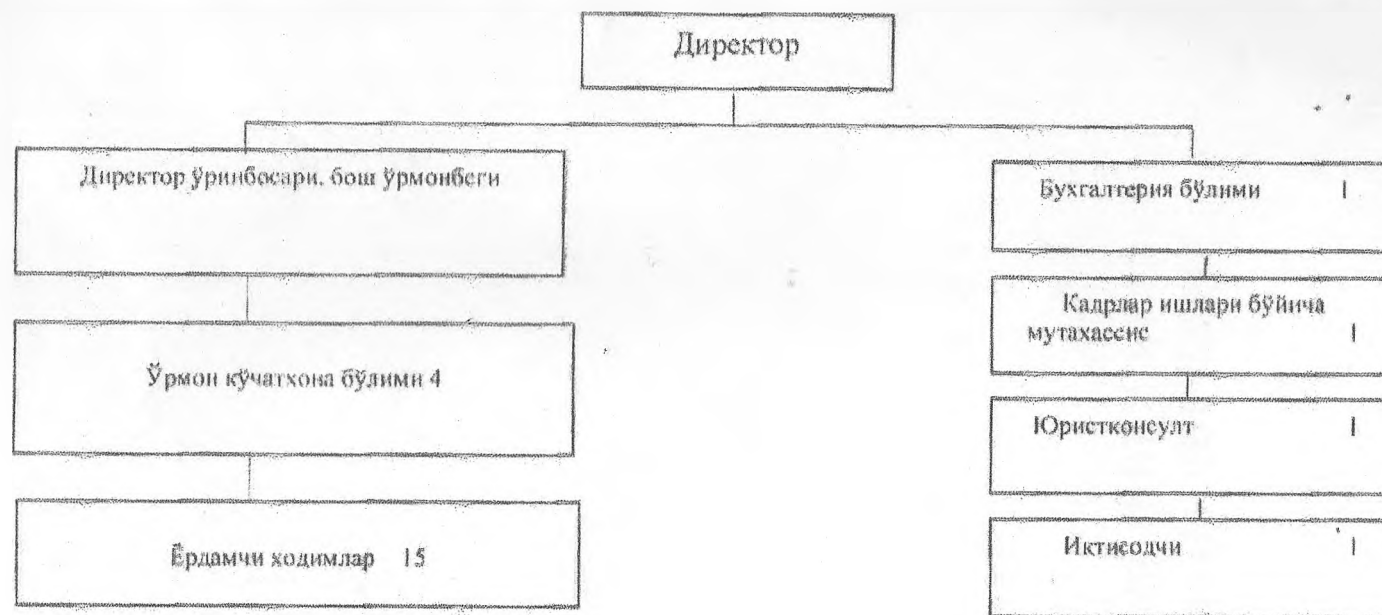 Директор
Директор ўринбосари, бош ўрмонбеги
Ўрмон кўчатхона бўлими 4
Ёрдамчи ходимлар 15
Бухгалтерия бўлими 1
Кадрлар ишлари бўйича
мутахассис 1
Юристконсулт 1
Иктисодчи 1